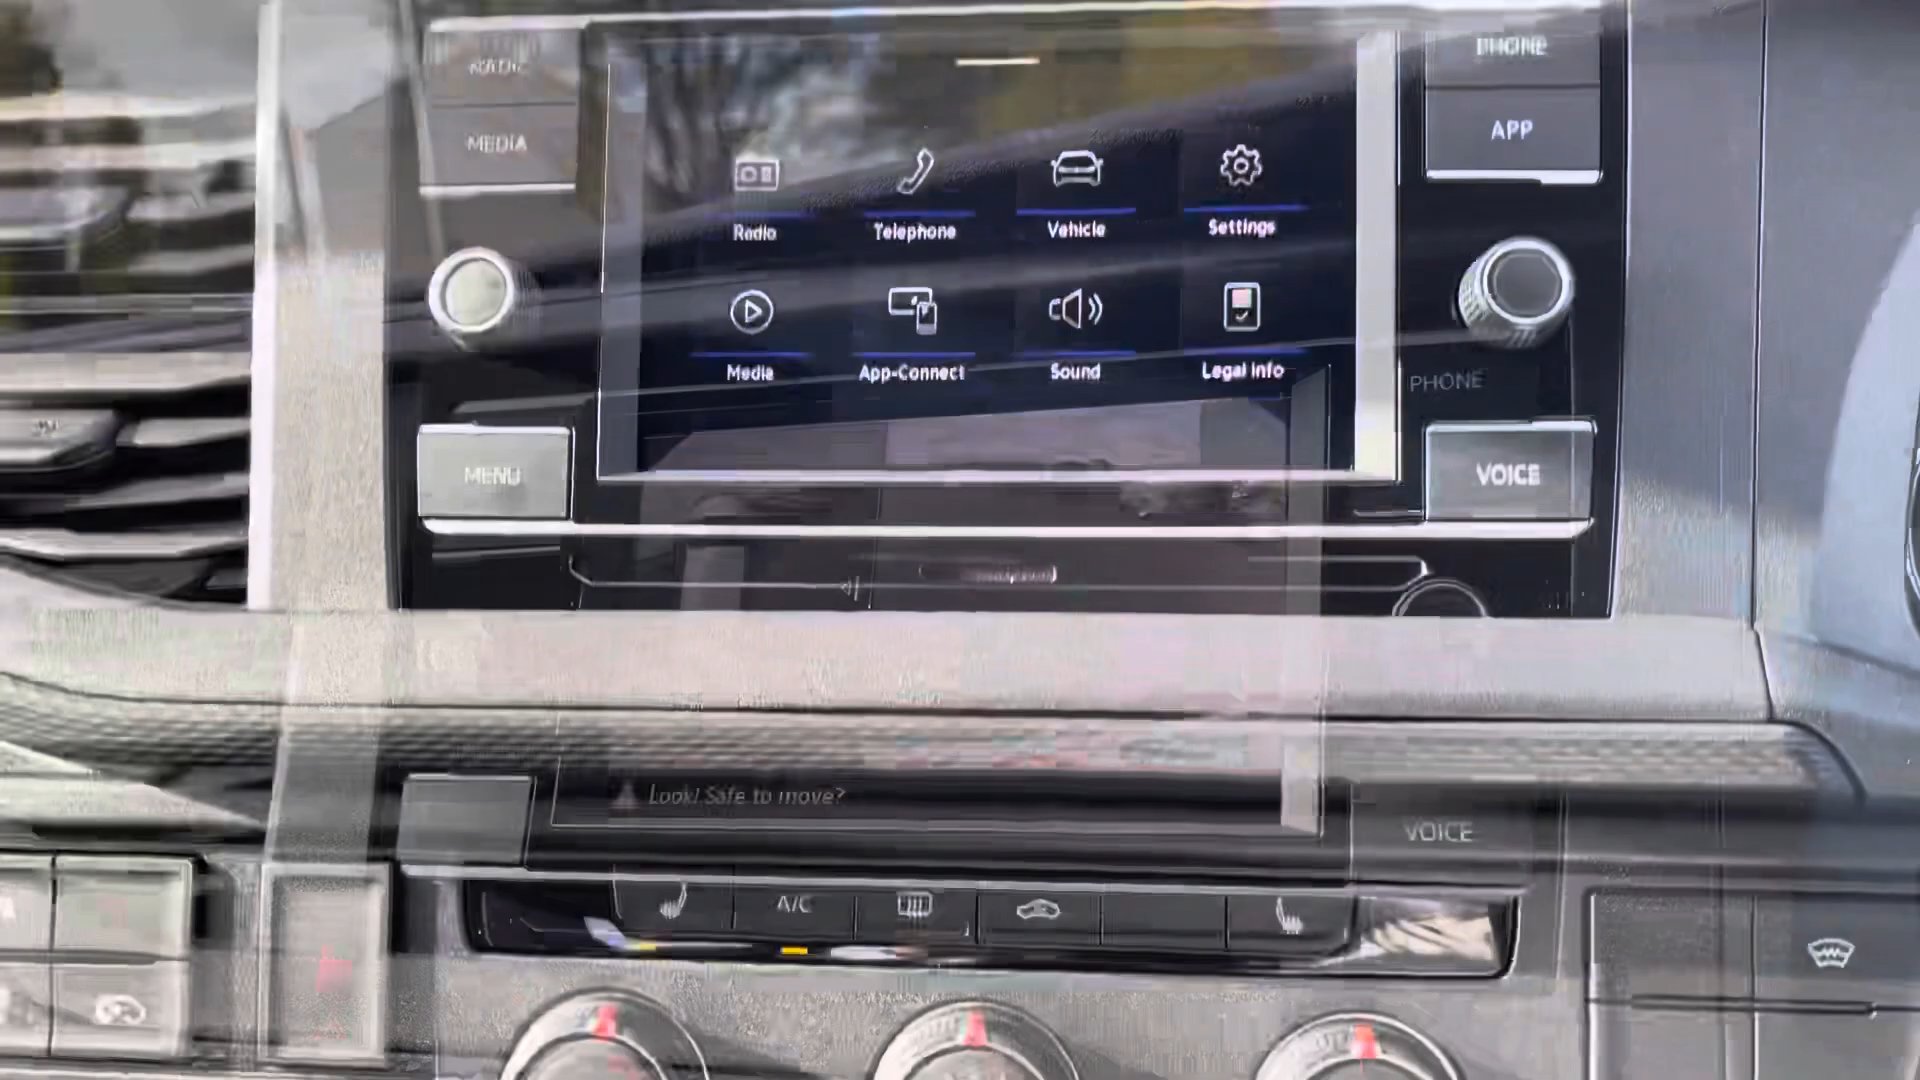 RADIO
PHONE
MEDIA
APP
Radio
Telephone
Vehicle
Settings
Media
App-Connect
Sound
Legal Info
PHONE
MENU
VOICE
Look! Safe to move?
VOICE
A/C